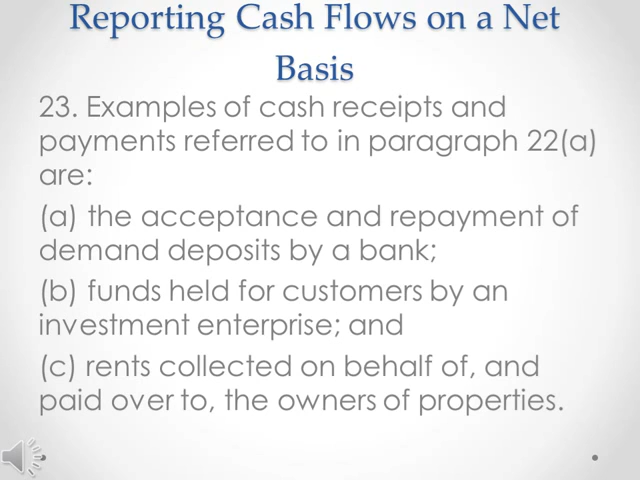 Reporting Cash Flows on a Net
Basis
23. Examples of cash receipts and
payments referred to in paragraph 22(a)
are:
(a) the acceptance and repayment of
demand deposits by a bank;
(b) funds held for customers by an
investment enterprise; and
(c) rents collected on behalf of, and
paid over to, the owners of properties.